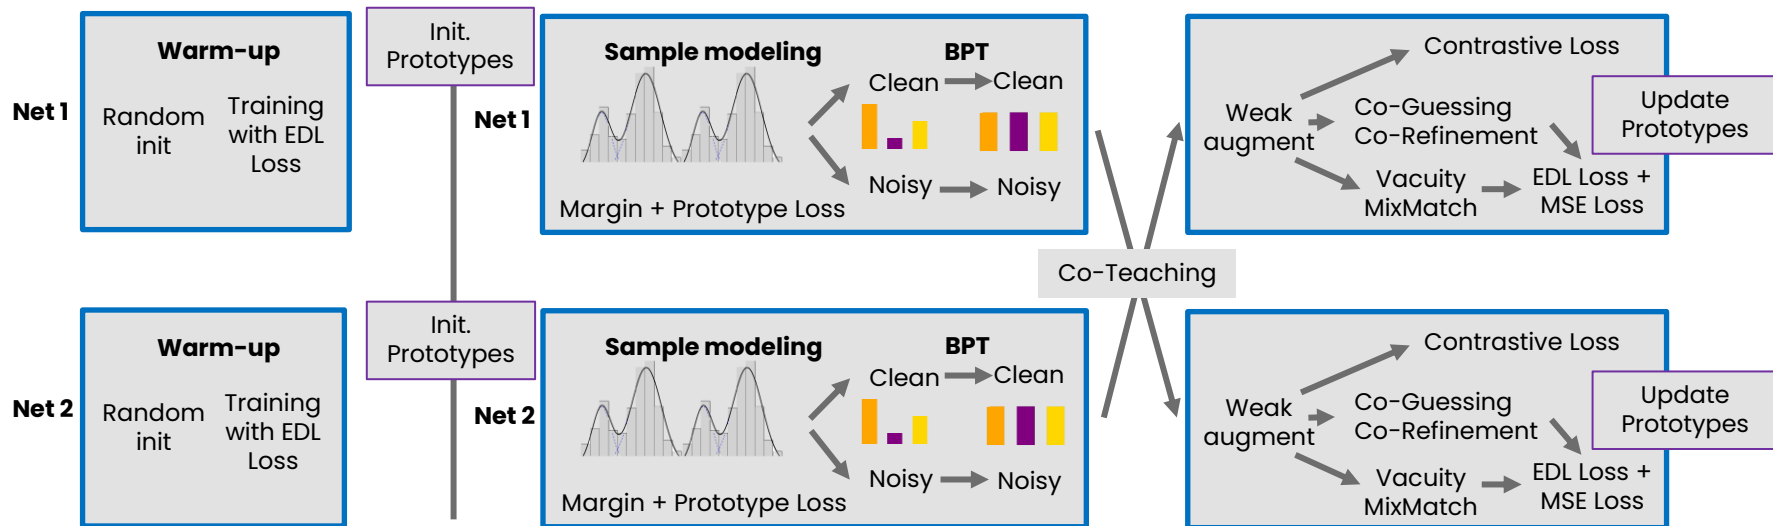 Net 1
Warm-up
Random
init
Training
with EDL
Loss
Init.
Prototypes
Net 1
Sample modeling
BPT
Clean
Clean
Noisy
Noisy
Margin + Prototype Loss
Co-Teaching
Weak
augment
Contrastive Loss
Co-Guessing
Co-Refinement
Vacuity
MixMatch
EDL Loss +
MSE Loss
Update
Prototypes
Net 2
Warm-up
Random
init
Training
with EDL
Loss
Init.
Prototypes
Net 2
Sample modeling
BPT
Clean
Clean
Noisy
Noisy
Margin + Prototype Loss
Weak
augment
Contrastive Loss
Co-Guessing
Co-Refinement
Vacuity
MixMatch
EDL Loss +
MSE Loss
Update
Prototypes